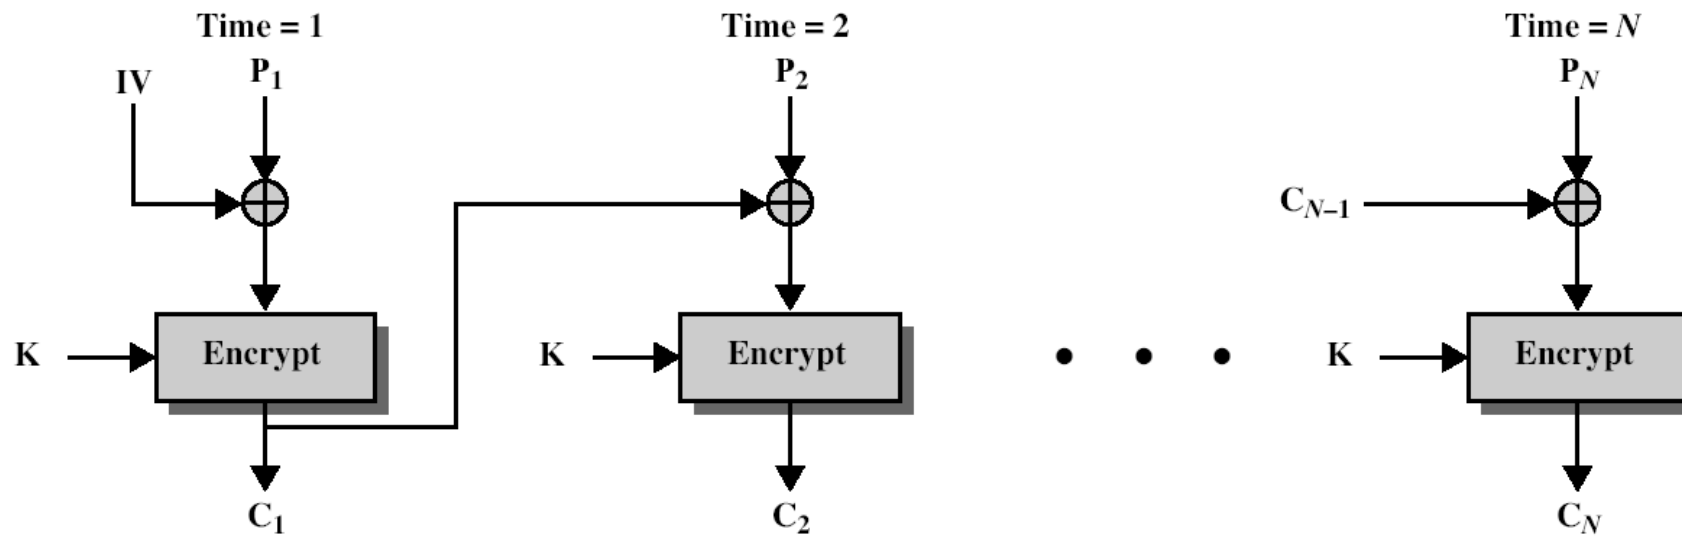 Time = 1 Time = 2 Time = N
IV P1 P2 PN
CN–1
K Encrypt K Encrypt • • • K Encrypt
C1 C2 CN